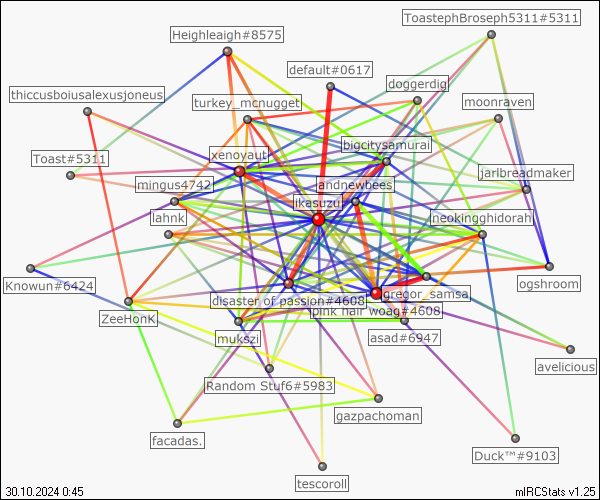 ToastephBroseph5311#5311
Heighleaigh#8575
default#0617
doggerdig
thiccusboiusalexusjoneus
turkey_mcnugget
moonraven
bigcitysamurai
xenoyaut
Toast#5311
jarlbreadmaker
mingus4742
andnewbees
ikasuzu
lahnk
neokingghidorah
Knowun#6424
ogshroom
disaster of passion#4608
gregor_samsa
pink hair woag#4608
ZeeHonK
mukszi
asad#6947
avelicious
Random Stuf6#5983
gazpachoman
facadas.
Duck™#9103
tescoroll
30.10.2024 0:45
mIRCStats v1.25